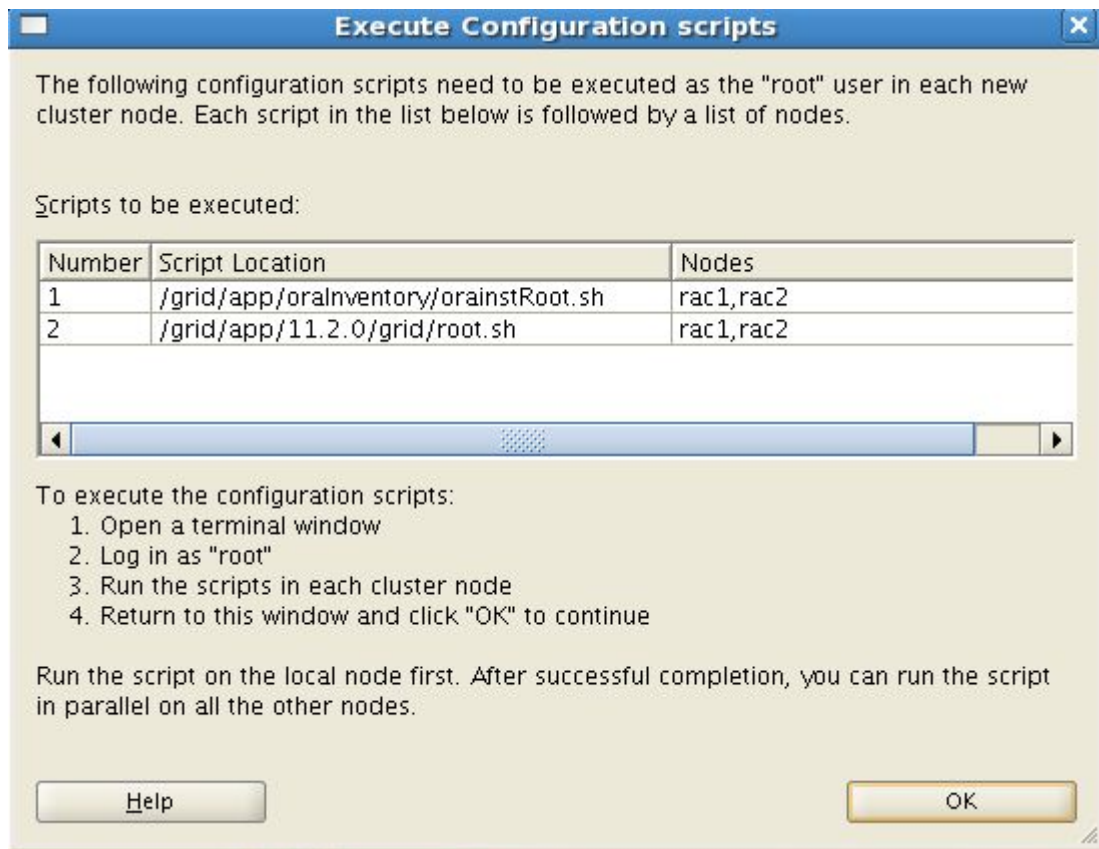 Execute Configuration scripts
The following configuration scripts need to be executed as the "root" user in each new
cluster node. Each script in the list below is followed by a list of nodes.
Scripts to be executed:
Number Script Location Nodes
1 /grid/app/oraInventory/orainstRoot.sh rac1,rac2
2 /grid/app/11.2.0/grid/root.sh rac1,rac2
To execute the configuration scripts:
1. Open a terminal window
2. Log in as "root"
3. Run the scripts in each cluster node
4. Return to this window and click "OK" to continue
Run the script on the local node first. After successful completion, you can run the script
in parallel on all the other nodes.
Help OK